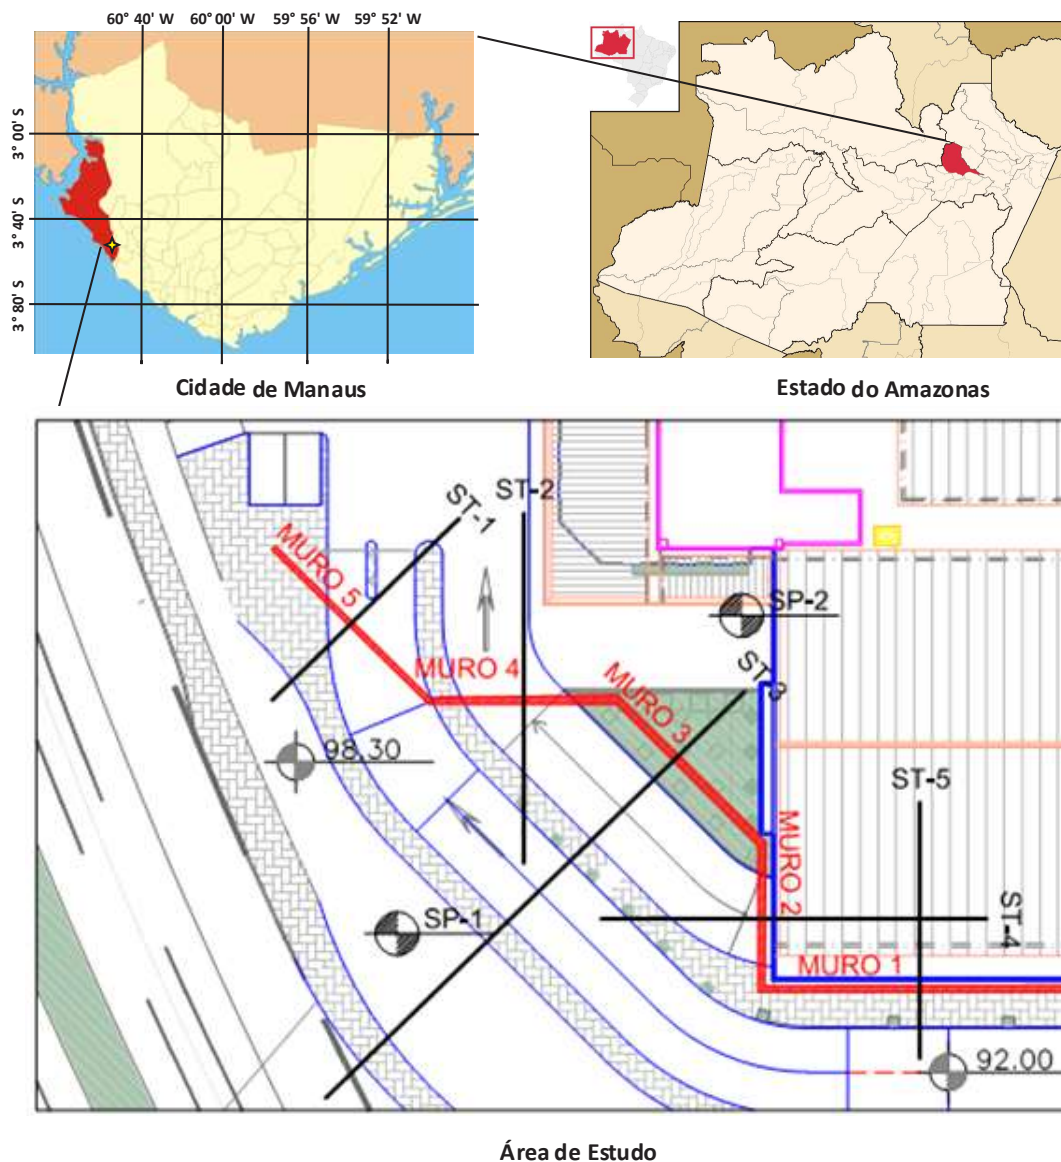 60° 40' W 60° 00' W 59° 56' W 59° 52' W
3° 00' S
3° 40' S
3° 80' S
Cidade de Manaus
Estado do Amazonas
ST-1
ST-2
MURO 5
SP-2
MURO 4
MURO 3
ST-3
98.30
ST-5
MURO 2
SP-1
ST-4
MURO 1
92.00
Área de Estudo